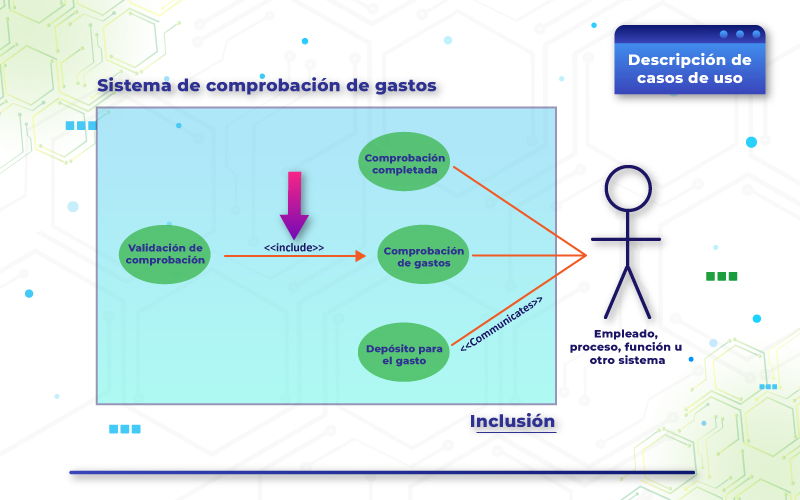 Descripción de
casos de uso
Sistema de comprobación de gastos
Comprobación
completada
Validación de
comprobación
<<include>>
Comprobación
de gastos
<<Communicates>>
Depósito para
el gasto
Empleado,
proceso, función u
otro sistema
Inclusión